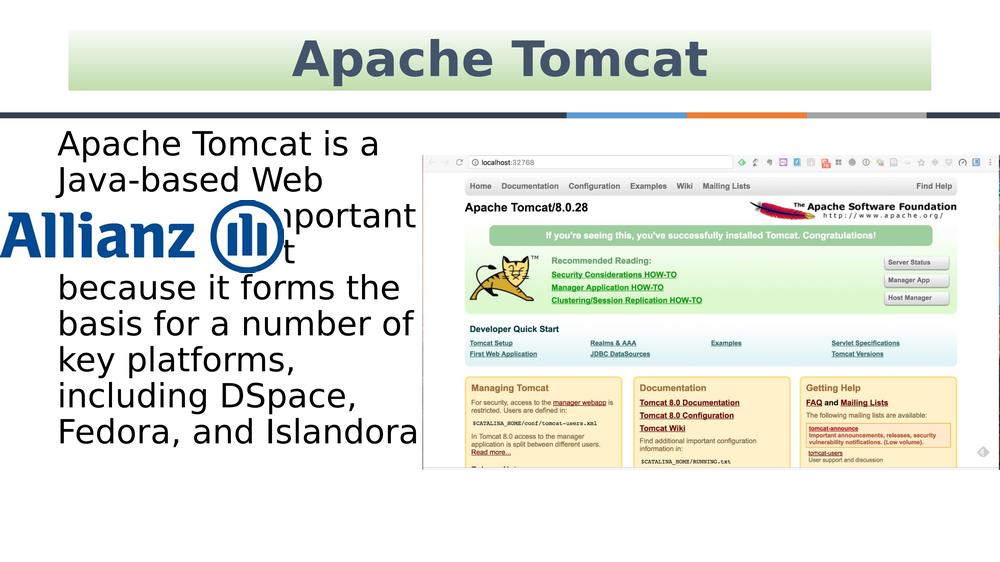 Apache Tomcat
Apache Tomcat is a
Java-based Web
Allianz
t
because it forms the
basis for a number of
key platforms,
including DSpace,
Fedora, and Islandora
localhost:32768
Home Documentation Configuration Examples Wiki Mailing Lists Find Help
Apache Tomcat/8.0.28
The Apache Software Foundation
http://www.apache.org/
If you're seeing this, you've successfully installed Tomcat. Congratulations!
TM
Recommended Reading:
Security Considerations HOW-TO
Manager Application HOW-TO
Clustering/Session Replication HOW-TO
Server Status
Manager App
Host Manager
Developer Quick Start
Tomcat Setup Realms & AAA Examples Servlet Specifications
First Web Application JDBC DataSources Tomcat Versions
Managing Tomcat
For security, access to the manager webapp is
restricted. Users are defined in:
$CATALINA_HOME/conf/tomcat-users.xml
In Tomcat 8.0 access to the manager
application is split between different users.
Read more...
Documentation
Tomcat 8.0 Documentation
Tomcat 8.0 Configuration
Tomcat Wiki
Find additional important configuration
information in:
$CATALINA_HOME/RUNNING.txt
Getting Help
FAQ and Mailing Lists
The following mailing lists are available:
tomcat-announce
Important announcements, releases, security
vulnerability notifications. (Low volume).
tomcat-users
User support and discussion